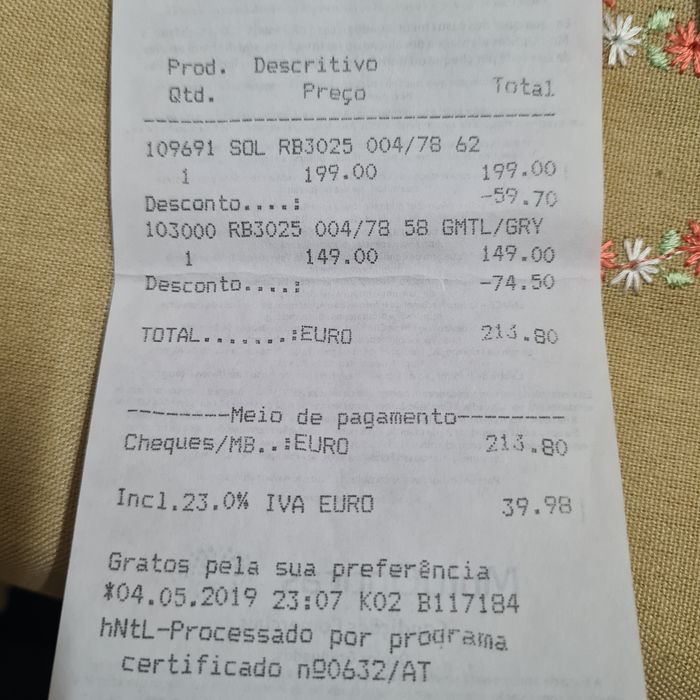 Prod. Descritivo
Qtd. Preço Total
--------------------------------
109691 SOL RB3025 004/78 62
1 199.00 199.00
Desconto....: -59.70
103000 RB3025 004/78 58 GMTL/GRY
1 149.00 149.00
Desconto....: -74.50
TOTAL.......:EURO 213.80
--------Meio de pagamento--------
Cheques/MB..:EURO 213.80
Incl.23.0% IVA EURO 39.98
Gratos pela sua preferência
*04.05.2019 23:07 K02 B117184
hNtL-Processado por programa
certificado nº0632/AT